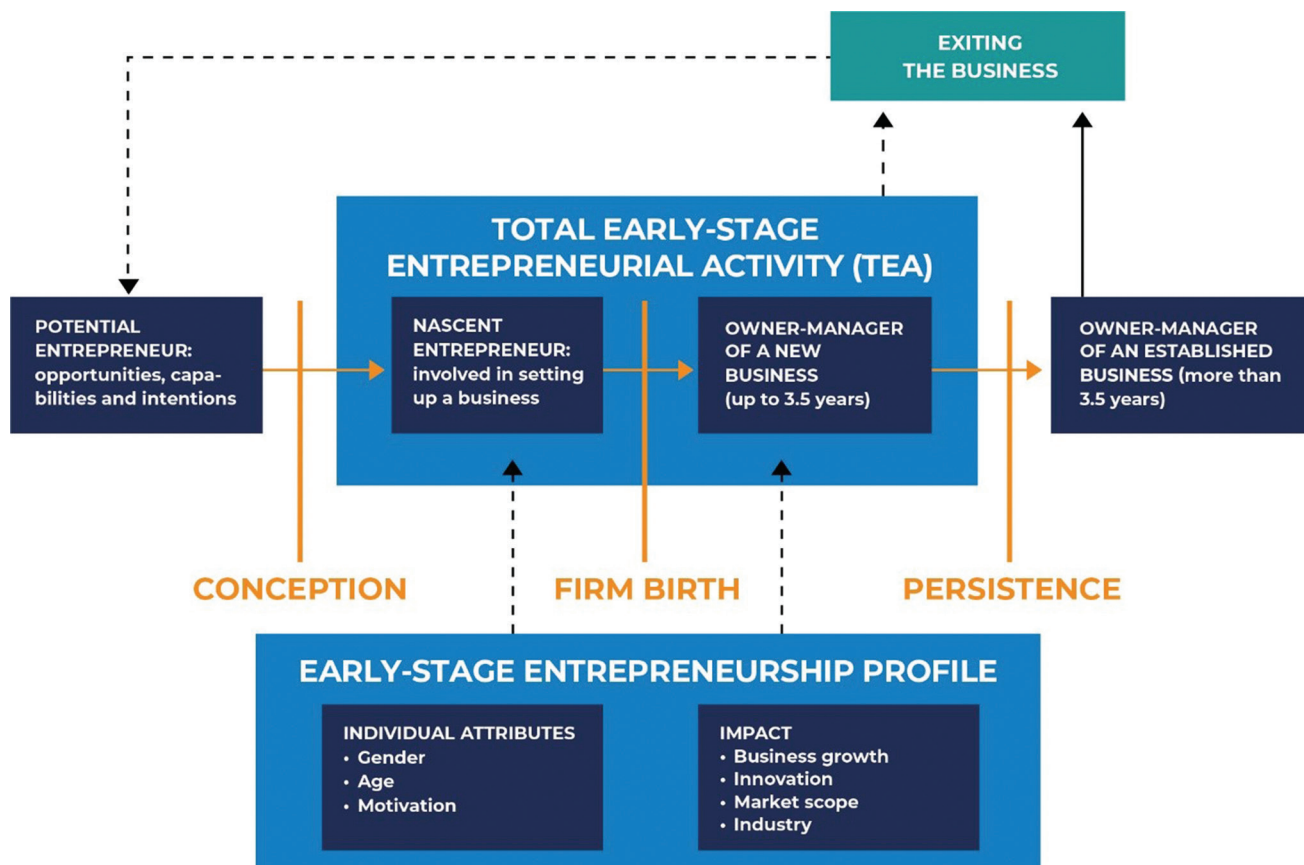 EXITING
THE BUSINESS
TOTAL EARLY-STAGE
ENTREPRENEURIAL ACTIVITY (TEA)
POTENTIAL
ENTREPRENEUR:
opportunities, capa-
bilities and intentions
NASCENT
ENTREPRENEUR:
involved in setting
up a business
OWNER-MANAGER
OF A NEW
BUSINESS
(up to 3.5 years)
OWNER-MANAGER
OF AN ESTABLISHED
BUSINESS (more than
3.5 years)
CONCEPTION
FIRM BIRTH
PERSISTENCE
EARLY-STAGE ENTREPRENEURSHIP PROFILE
INDIVIDUAL ATTRIBUTES
• Gender
• Age
• Motivation
IMPACT
• Business growth
• Innovation
• Market scope
• Industry